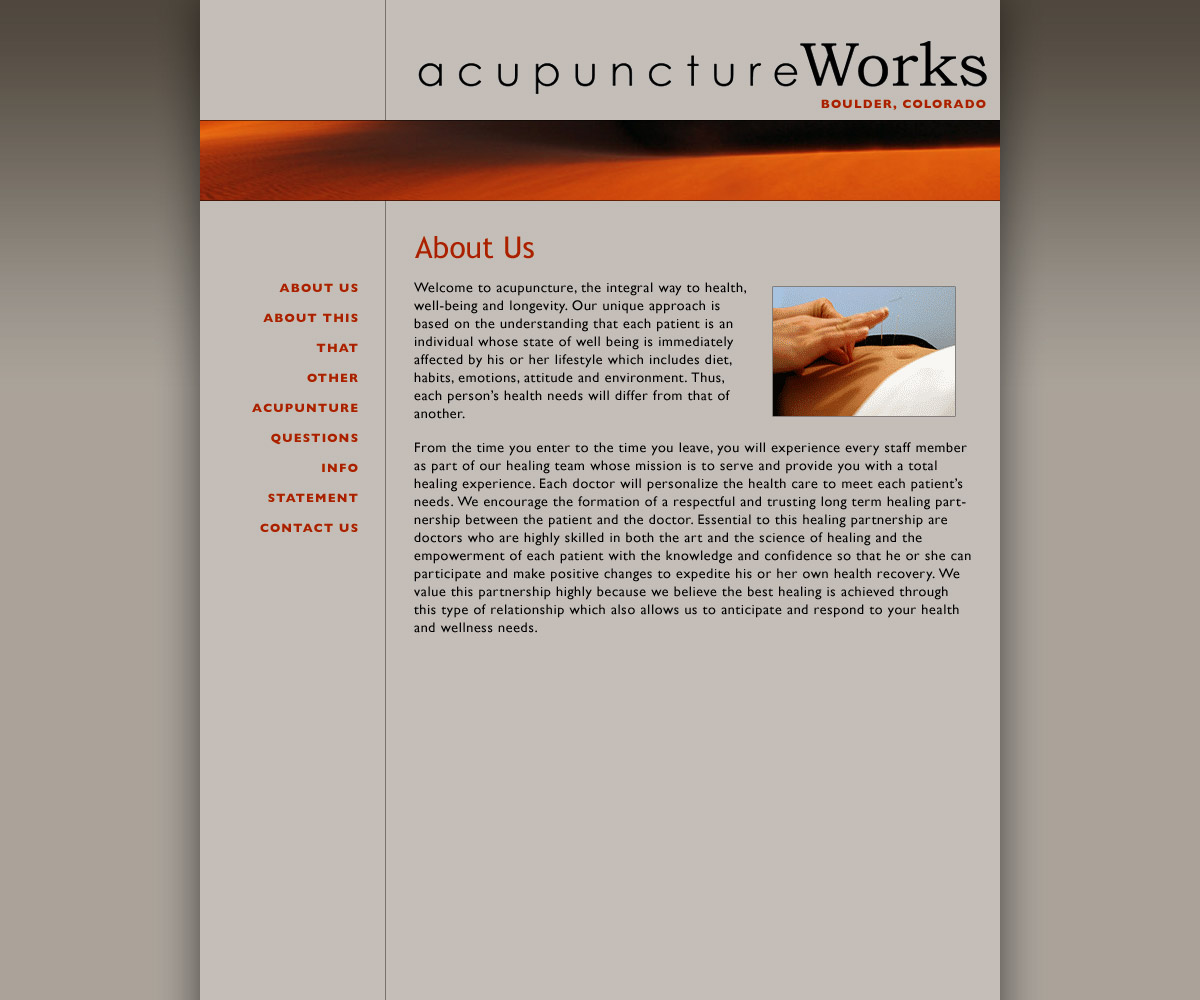 acupunctureWorks
BOULDER, COLORADO
About Us
ABOUT US
ABOUT THIS
THAT
OTHER
ACUPUNTURE
QUESTIONS
INFO
STATEMENT
CONTACT US
Welcome to acupuncture, the integral way to health,
well-being and longevity. Our unique approach is
based on the understanding that each patient is an
individual whose state of well being is immediately
affected by his or her lifestyle which includes diet,
habits, emotions, attitude and environment. Thus,
each person's health needs will differ from that of
another.
From the time you enter to the time you leave, you will experience every staff member
as part of our healing team whose mission is to serve and provide you with a total
healing experience. Each doctor will personalize the health care to meet each patient's
needs. We encourage the formation of a respectful and trusting long term healing part-
nership between the patient and the doctor. Essential to this healing partnership are
doctors who are highly skilled in both the art and the science of healing and the
empowerment of each patient with the knowledge and confidence so that he or she can
participate and make positive changes to expedite his or her own health recovery. We
value this partnership highly because we believe the best healing is achieved through
this type of relationship which also allows us to anticipate and respond to your health
and wellness needs.